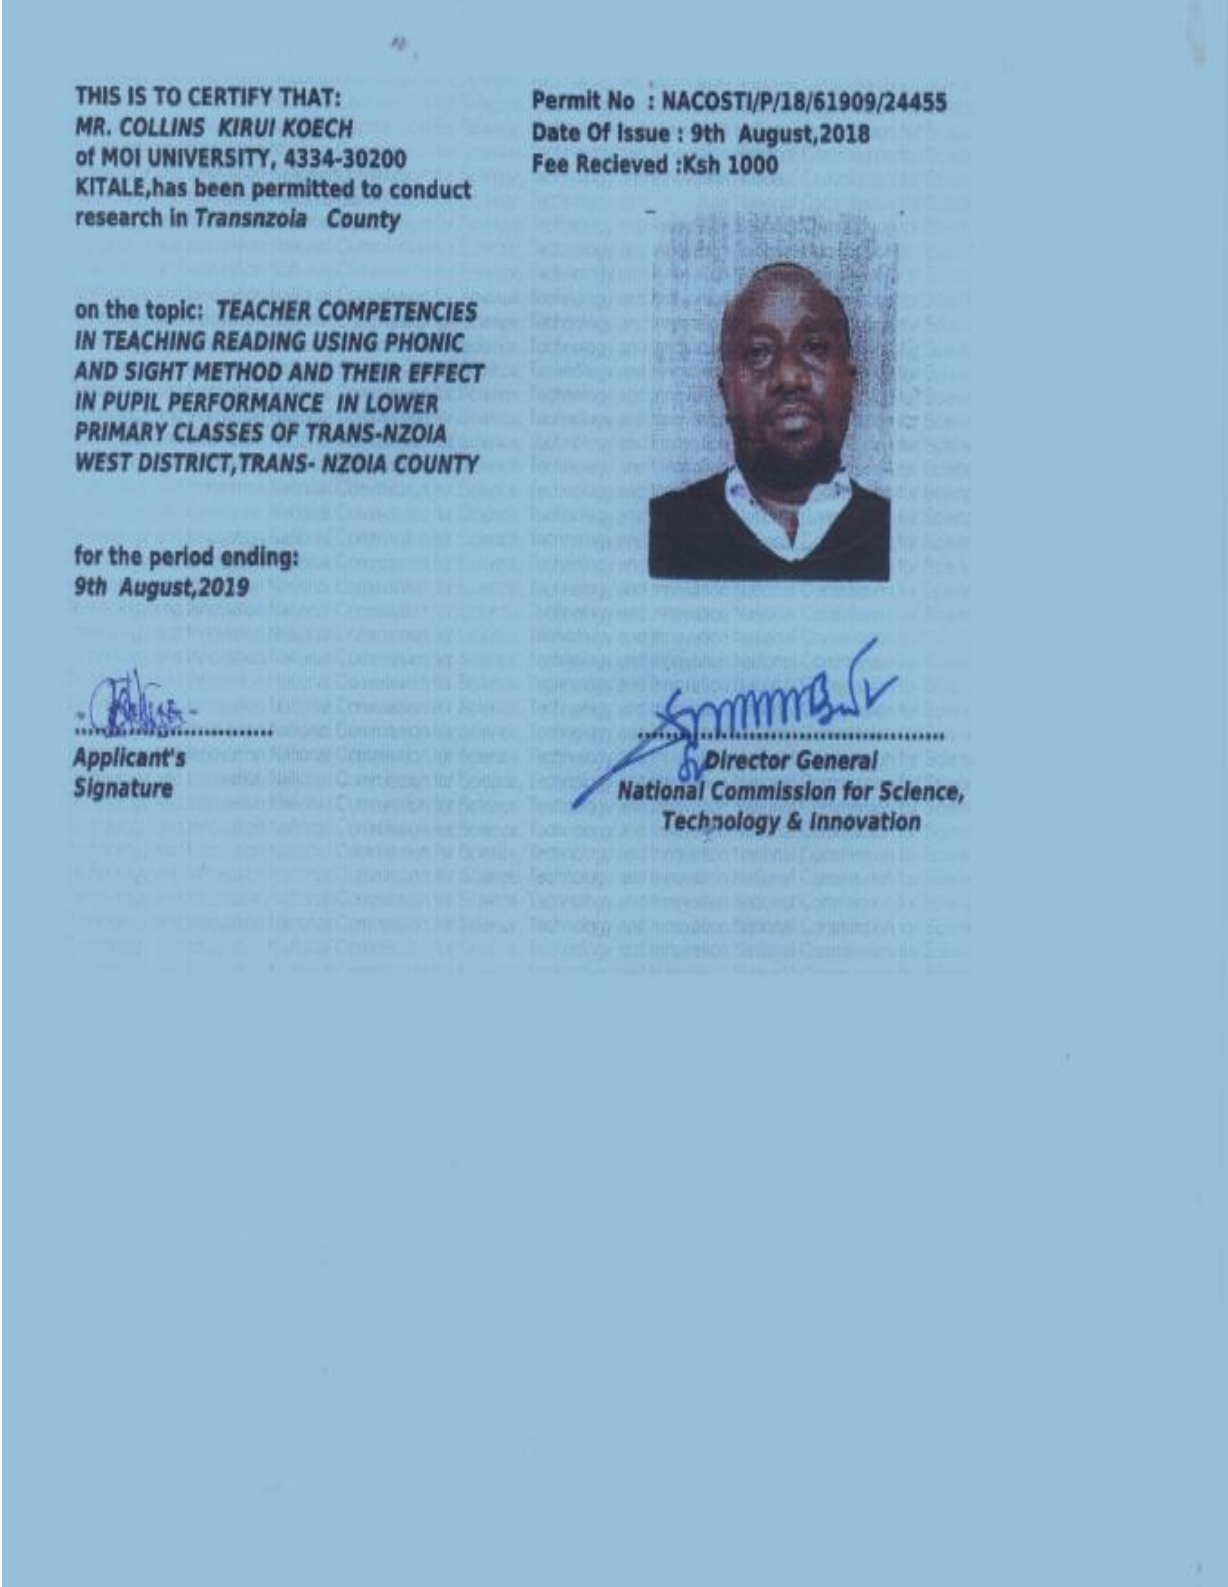 THIS IS TO CERTIFY THAT:
MR. COLLINS KIRUI KOECH
of MOI UNIVERSITY, 4334-30200
KITALE,has been permitted to conduct
research in Transnzoia County
on the topic: TEACHER COMPETENCIES
IN TEACHING READING USING PHONIC
AND SIGHT METHOD AND THEIR EFFECT
IN PUPIL PERFORMANCE IN LOWER
PRIMARY CLASSES OF TRANS-NZOIA
WEST DISTRICT,TRANS- NZOIA COUNTY
for the period ending:
9th August,2019
Applicant's
Signature
Permit No : NACOSTI/P/18/61909/24455
Date Of Issue : 9th August,2018
Fee Recieved :Ksh 1000
Director General
National Commission for Science,
Technology & Innovation